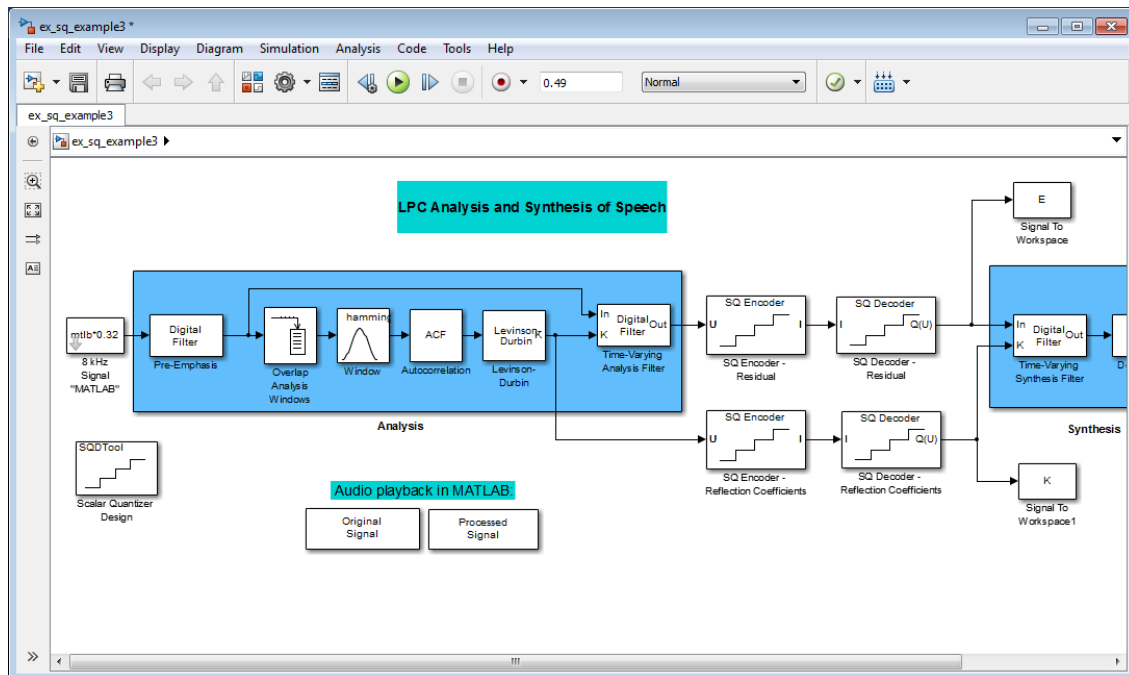 ex_sq_example3 *
File Edit View Display Diagram Simulation Analysis Code Tools Help
0.49
Normal
ex_sq_example3
ex_sq_example3
LPC Analysis and Synthesis of Speech
E
Signal To
Workspace
mtlb*0.32
8 kHz
Signal
"MATLAB"
Digital
Filter
Pre-Emphasis
Overlap
Analysis
Windows
hamming
Window
ACF
Autocorrelation
Levinson
Durbin
K
Levinson-
Durbin
In
K
Digital
Filter
Out
Time-Varying
Analysis Filter
Analysis
SQ Encoder
U
I
SQ Encoder -
Residual
SQ Decoder
I
Q(U)
SQ Decoder -
Residual
In
K
Digital
Filter
Out
Time-Varying
Synthesis Filter
D
Synthesis
SQ Encoder
U
I
SQ Encoder -
Reflection Coefficients
SQ Decoder
I
Q(U)
SQ Decoder -
Reflection Coefficients
K
Signal To
Workspace1
SQDTool
Scalar Quantizer
Design
Audio playback in MATLAB:
Original
Signal
Processed
Signal